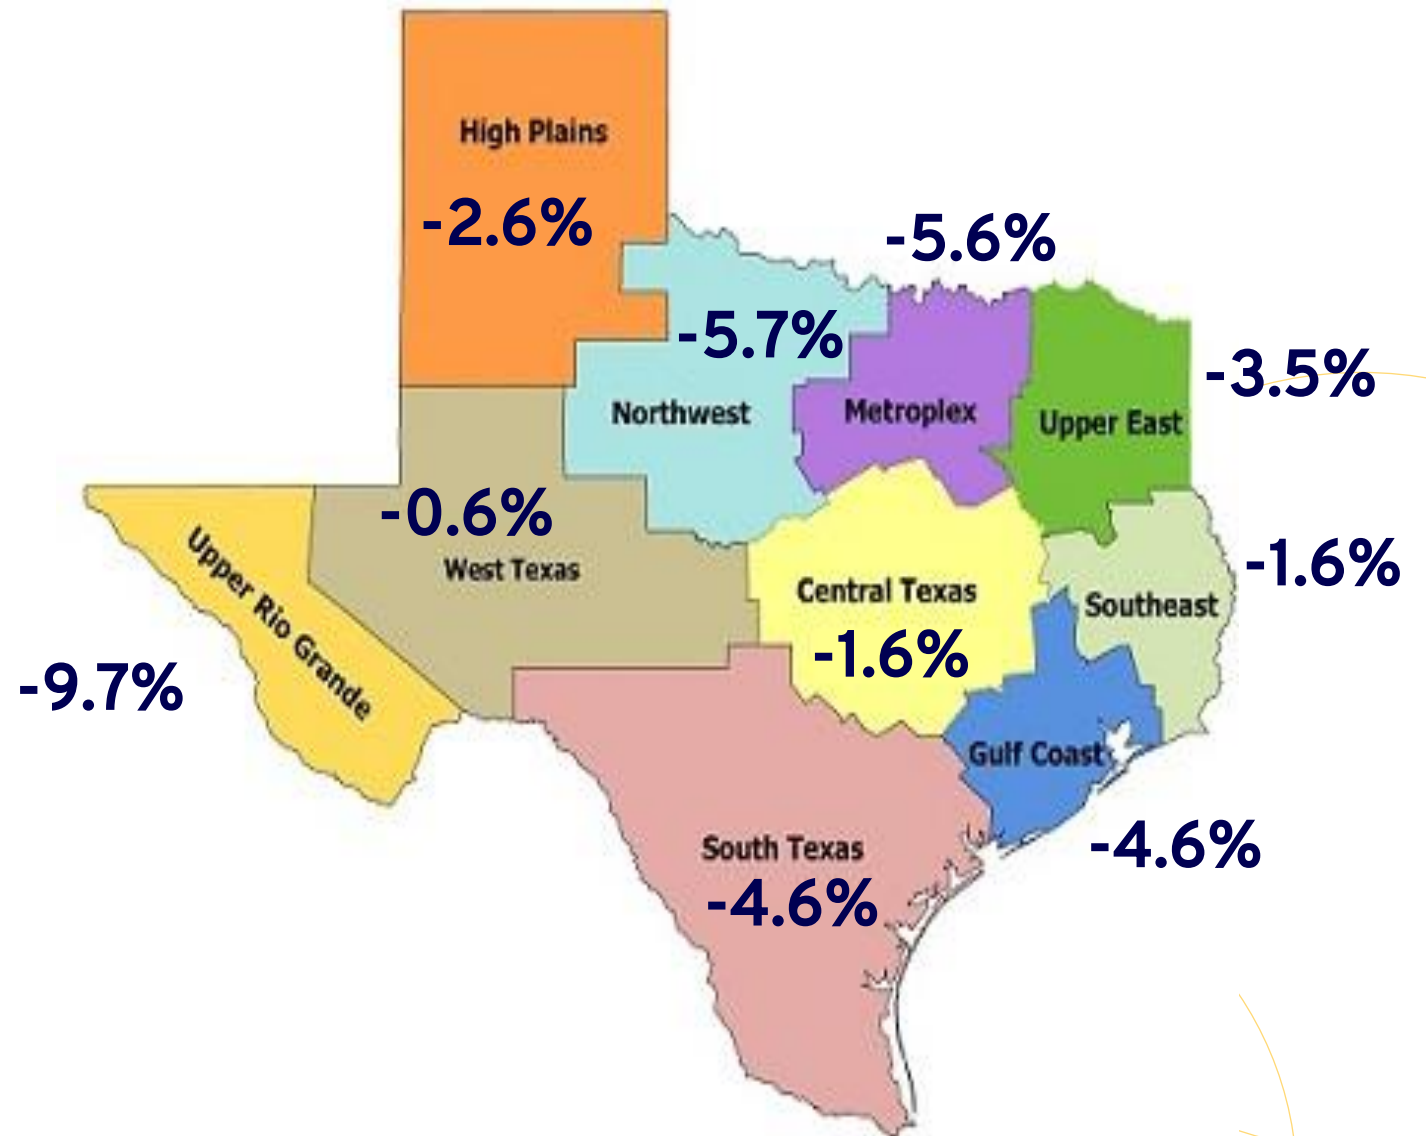 High Plains
-2.6%
-5.6%
-5.7%
-3.5%
Northwest
Metroplex
Upper East
-0.6%
West Texas
Upper Rio Grande
-9.7%
Central Texas
-1.6%
Southeast
-1.6%
Gulf Coast
-4.6%
South Texas
-4.6%